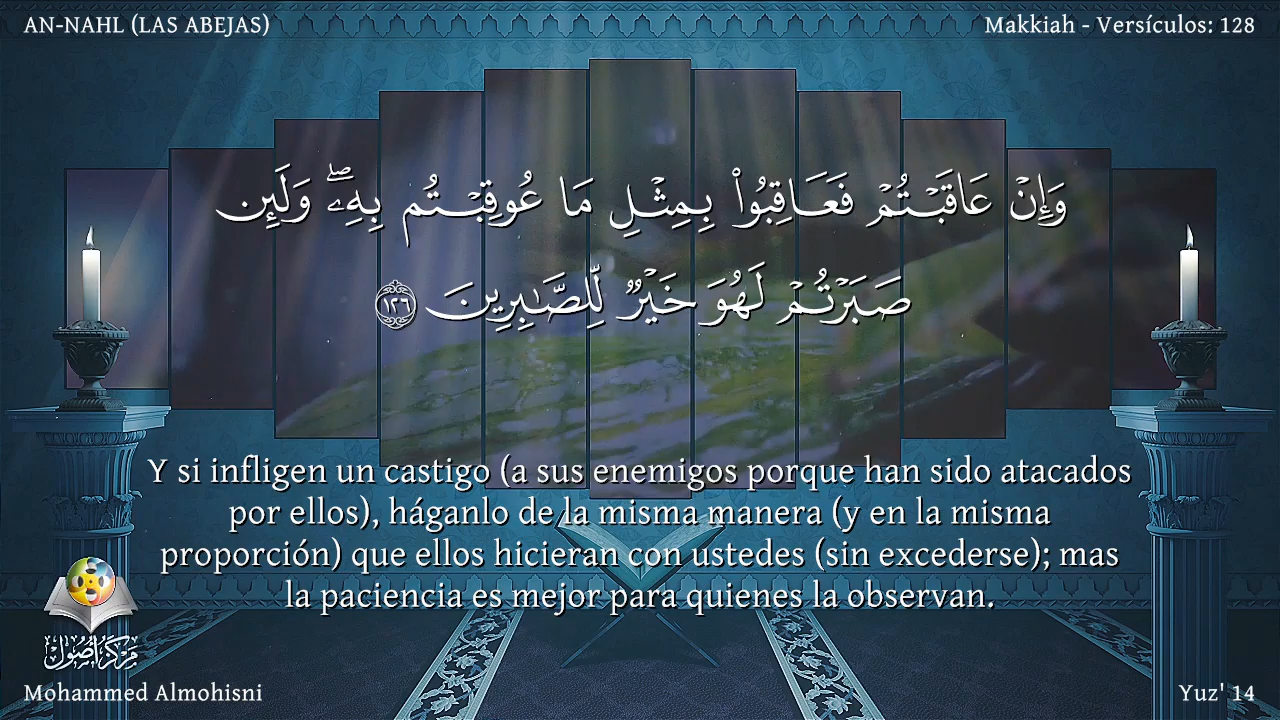 AN-NAHL (LAS ABEJAS)
Makkiah - Versículos: 128
وَإِنْ عَاقَبْتُمْ فَعَاقِبُوا۟ بِمِثْلِ مَا عُوقِبْتُم بِهِۦ ۖ وَلَئِن
صَبَرْتُمْ لَهُوَ خَيْرٌ لِّلصَّـٰبِرِينَ ١٢٦
Y si infligen un castigo (a sus enemigos porque han sido atacados
por ellos), háganlo de la misma manera (y en la misma
proporción) que ellos hicieran con ustedes (sin excederse); mas
la paciencia es mejor para quienes la observan.
مركز أصول
Mohammed Almohisni
Yuz' 14